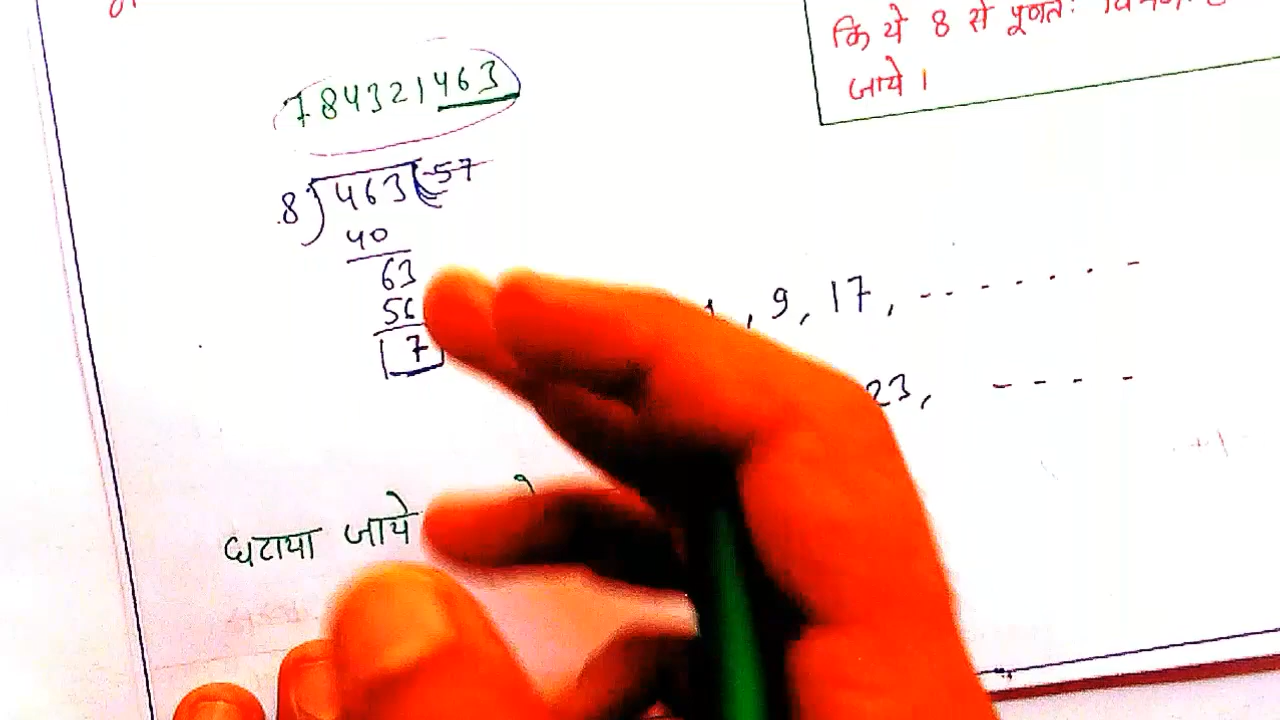 कि ये 8 से पूर्णतः
जाये ।
784321463
8) 463 ( 57
40
63
56
7
, 9, 17, - - - - - - -
23, - - - -
घटाया जाये